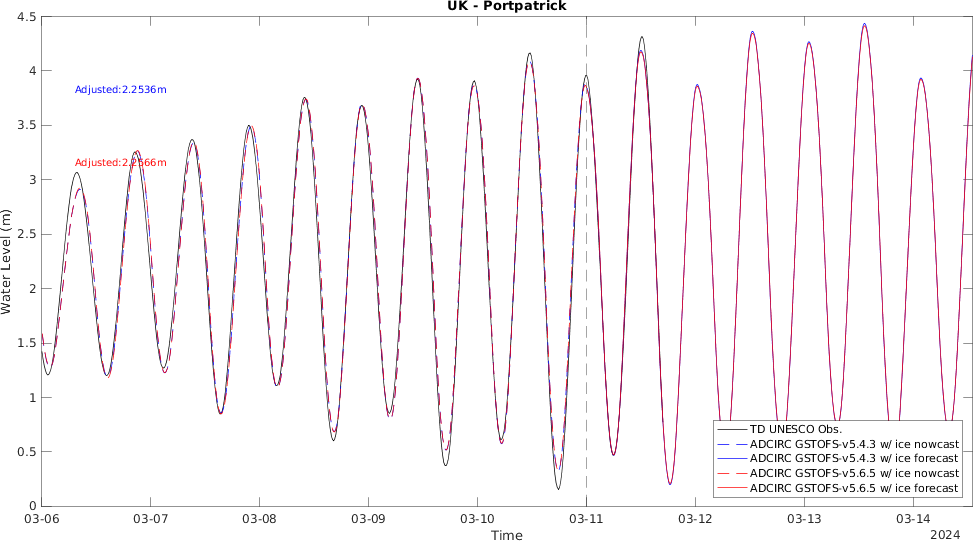 UK - Portpatrick
4.5
4
3.5
3
2.5
2
1.5
1
0.5
0
Water Level (m)
Adjusted:2.2536m
Adjusted:2.2566m
TD UNESCO Obs.
ADCIRC GSTOFS-v5.4.3 w/ ice nowcast
ADCIRC GSTOFS-v5.4.3 w/ ice forecast
ADCIRC GSTOFS-v5.6.5 w/ ice nowcast
ADCIRC GSTOFS-v5.6.5 w/ ice forecast
03-06 03-07 03-08 03-09 03-10 03-11 03-12 03-13 03-14
Time
2024